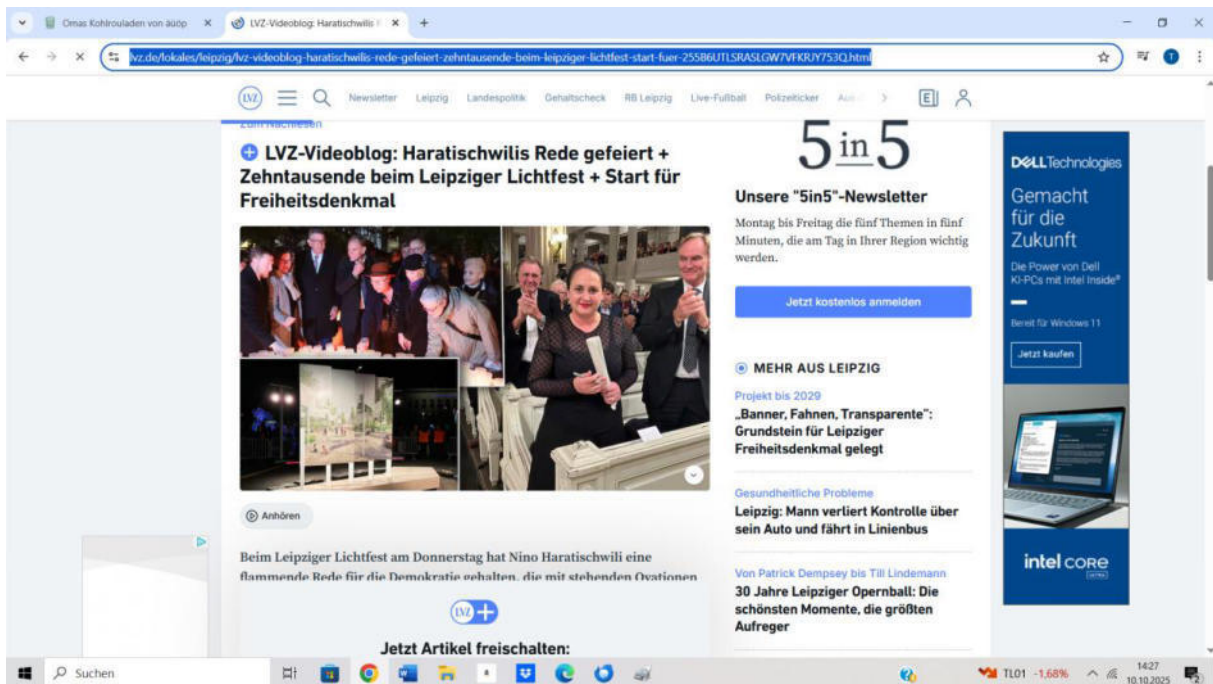 Omas Kohlrouladen von äüöp
LVZ-Videoblog: Haratischwilis
lvz.de/lokales/leipzig/lvz-videoblog-haratischwilis-rede-gefeiert-zehntausende-beim-leipziger-lichtfest-start-fuer-255B6UTLSRASLGW7VFKRJY753Q.html
T
LVZ
Newsletter Leipzig Landespolitik Gehaltscheck RB Leipzig Live-Fußball Polizeiticker
E
Zum Nachlesen
LVZ-Videoblog: Haratischwilis Rede gefeiert +
Zehntausende beim Leipziger Lichtfest + Start für
Freiheitsdenkmal
Anhören
Beim Leipziger Lichtfest am Donnerstag hat Nino Haratischwili eine
flammende Rede für die Demokratie gehalten, die mit stehenden Ovationen
LVZ+
Jetzt Artikel freischalten:
5 in 5
Unsere "5in5"-Newsletter
Montag bis Freitag die fünf Themen in fünf
Minuten, die am Tag in Ihrer Region wichtig
werden.
Jetzt kostenlos anmelden
MEHR AUS LEIPZIG
Projekt bis 2029
„Banner, Fahnen, Transparente“:
Grundstein für Leipziger
Freiheitsdenkmal gelegt
Gesundheitliche Probleme
Leipzig: Mann verliert Kontrolle über
sein Auto und fährt in Linienbus
Von Patrick Dempsey bis Till Lindemann
30 Jahre Leipziger Opernball: Die
schönsten Momente, die größten
Aufreger
DELLTechnologies
Gemacht
für die
Zukunft
Die Power von Dell
KI-PCs mit Intel Inside®
Bereit für Windows 11
Jetzt kaufen
intel CORE
ULTRA
Suchen
TL01 -1,68%
14:27
10.10.2025